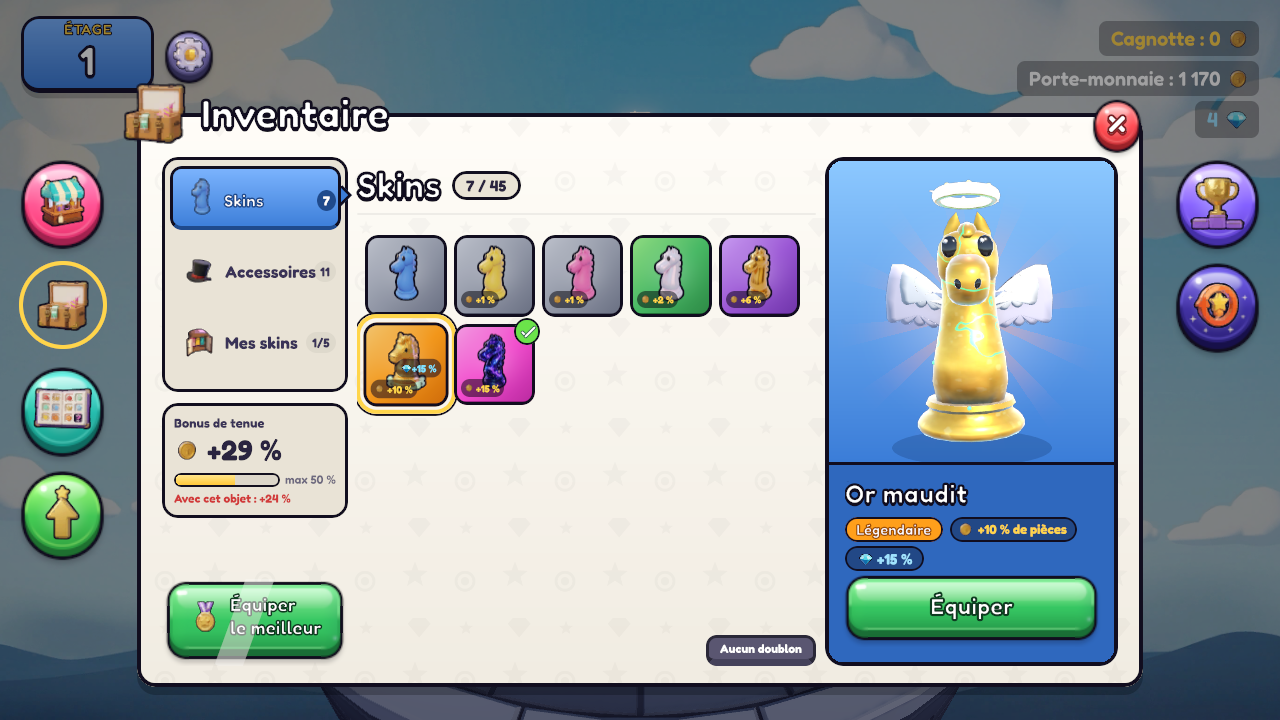 ÉTAGE
1
Cagnotte : 0
Porte-monnaie : 1 170
4
Inventaire
Skins 7
Accessoires 11
Mes skins 1/5
Bonus de tenue
+29 %
max 50 %
Avec cet objet : +24 %
Équiper
le meilleur
Skins 7 / 45
+1 %
+1 %
+2 %
+6 %
+15 %
+10 %
+15 %
Aucun doublon
Or maudit
Légendaire +10 % de pièces
+15 %
Équiper